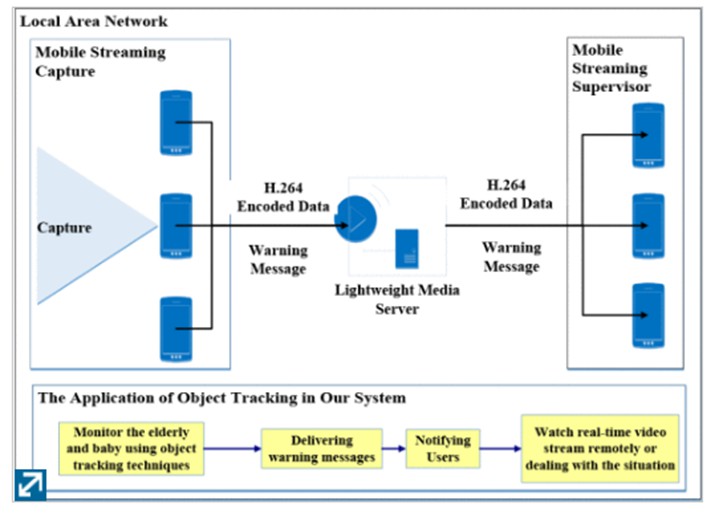 Local Area Network
Mobile Streaming
Capture
Mobile
Streaming
Supervisor
Capture
H.264
Encoded Data
Warning
Message
Lightweight Media
Server
H.264
Encoded Data
Warning
Message
The Application of Object Tracking in Our System
Monitor the elderly
and baby using object
tracking techniques
Delivering
warning messages
Notifying
Users
Watch real-time video
stream remotely or
dealing with the situation